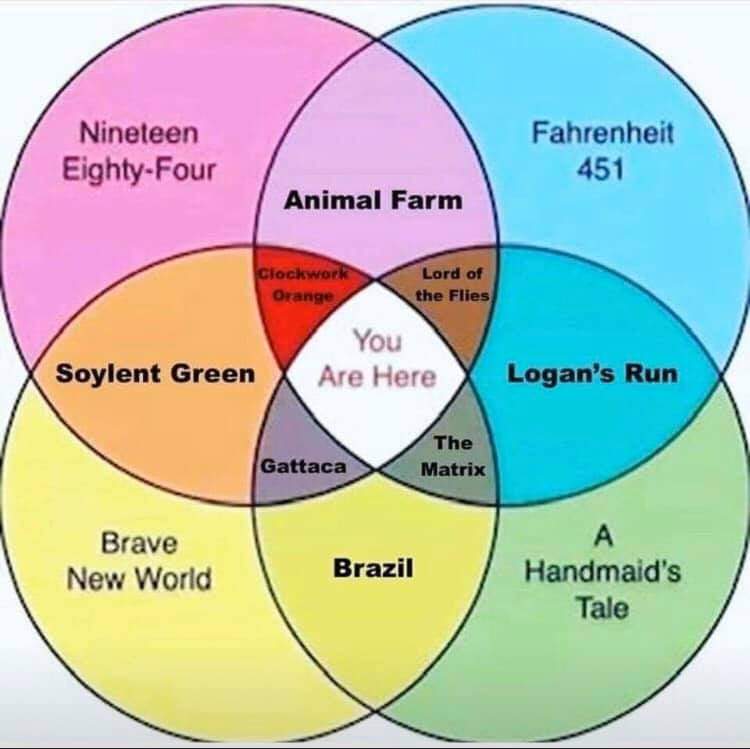 Nineteen
Eighty-Four
Fahrenheit
451
Animal Farm
Clockwork
Orange
Lord of
the Flies
You
Are Here
Soylent Green
Logan's Run
Gattaca
The
Matrix
Brave
New World
Brazil
A
Handmaid's
Tale